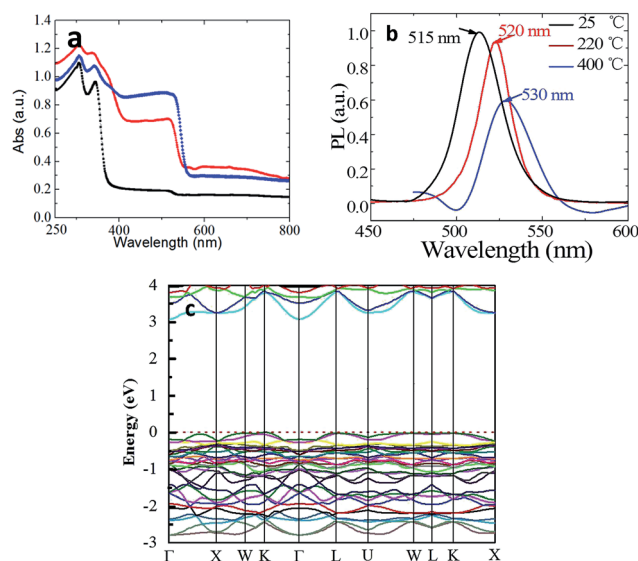 a
Abs (a.u.)
1.4
1.2
1.0
0.8
0.6
0.4
0.2
0.0
250 400 500 600 700 800
Wavelength (nm)
b
PL (a.u.)
1.0
0.8
0.6
0.4
0.2
0.0
515 nm
520 nm
530 nm
25 ℃
220 ℃
400 ℃
450 500 550 600
Wavelength (nm)
c
Energy (eV)
4
3
2
1
0
-1
-2
-3
Γ X W K Γ L U W L K X